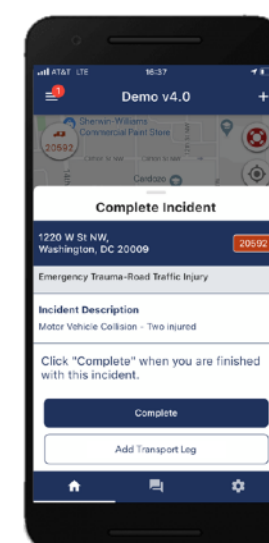 AT&T LTE 16:37
1
Demo v4.0 +
Sherwin-Williams
Commercial Paint Store
20592
Cardozo
Complete Incident
1220 W St NW,
Washington, DC 20009
20592
Emergency Trauma-Road Traffic Injury
Incident Description
Motor Vehicle Collision - Two injured
Click "Complete" when you are finished
with this incident.
Complete
Add Transport Log